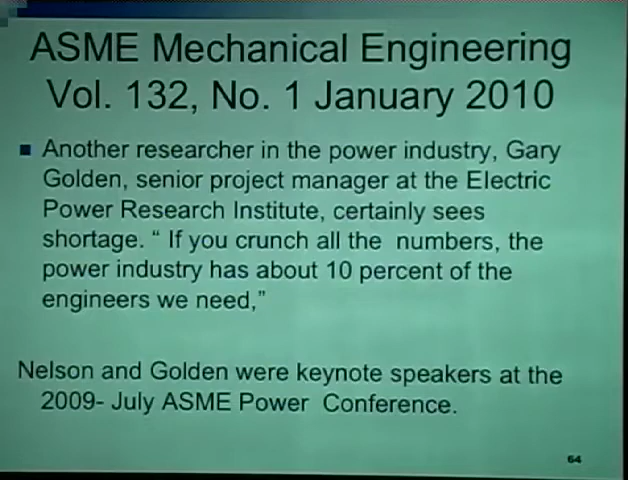 ASME Mechanical Engineering
Vol. 132, No. 1 January 2010
Another researcher in the power industry, Gary
Golden, senior project manager at the Electric
Power Research Institute, certainly sees
shortage. “ If you crunch all the numbers, the
power industry has about 10 percent of the
engineers we need,”
Nelson and Golden were keynote speakers at the
2009- July ASME Power Conference.
64